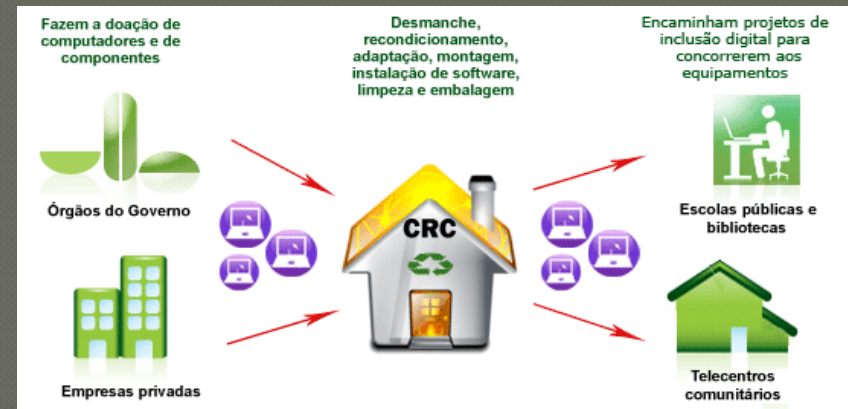 Fazem a doação de
computadores e de
componentes
Desmanche,
recondicionamento,
adaptação, montagem,
instalação de software,
limpeza e embalagem
Encaminham projetos de
inclusão digital para
concorrerem aos
equipamentos
Órgãos do Governo
CRC
Escolas públicas e
bibliotecas
Empresas privadas
Telecentros
comunitários